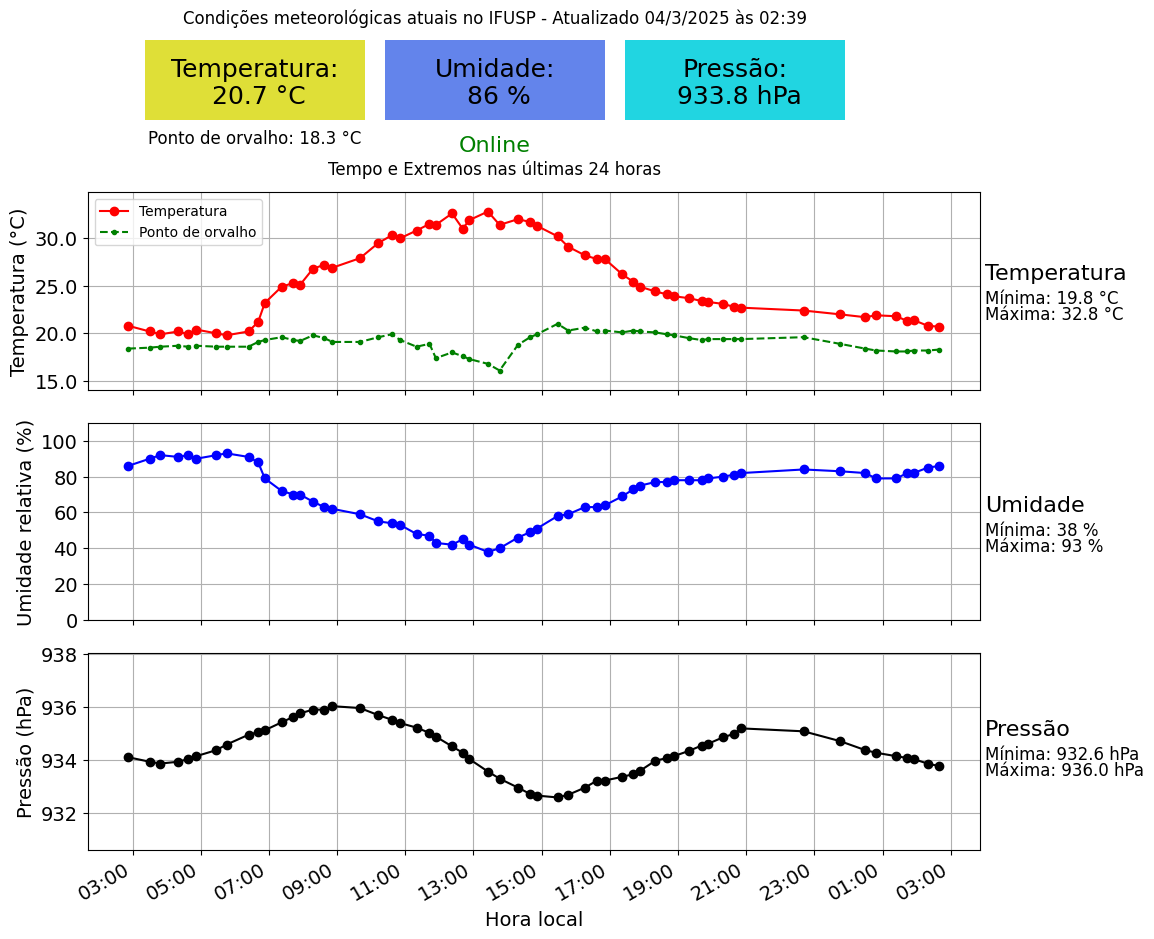 Condições meteorológicas atuais no IFUSP - Atualizado 04/3/2025 às 02:39
Temperatura:
20.7 °C
Umidade:
86 %
Pressão:
933.8 hPa
Ponto de orvalho: 18.3 °C
Online
Tempo e Extremos nas últimas 24 horas
Temperatura (°C)
30.0
25.0
20.0
15.0
Temperatura
Ponto de orvalho
Temperatura
Mínima: 19.8 °C
Máxima: 32.8 °C
Umidade relativa (%)
100
80
60
40
20
0
Umidade
Mínima: 38 %
Máxima: 93 %
Pressão (hPa)
938
936
934
932
Pressão
Mínima: 932.6 hPa
Máxima: 936.0 hPa
03:00 05:00 07:00 09:00 11:00 13:00 15:00 17:00 19:00 21:00 23:00 01:00 03:00
Hora local